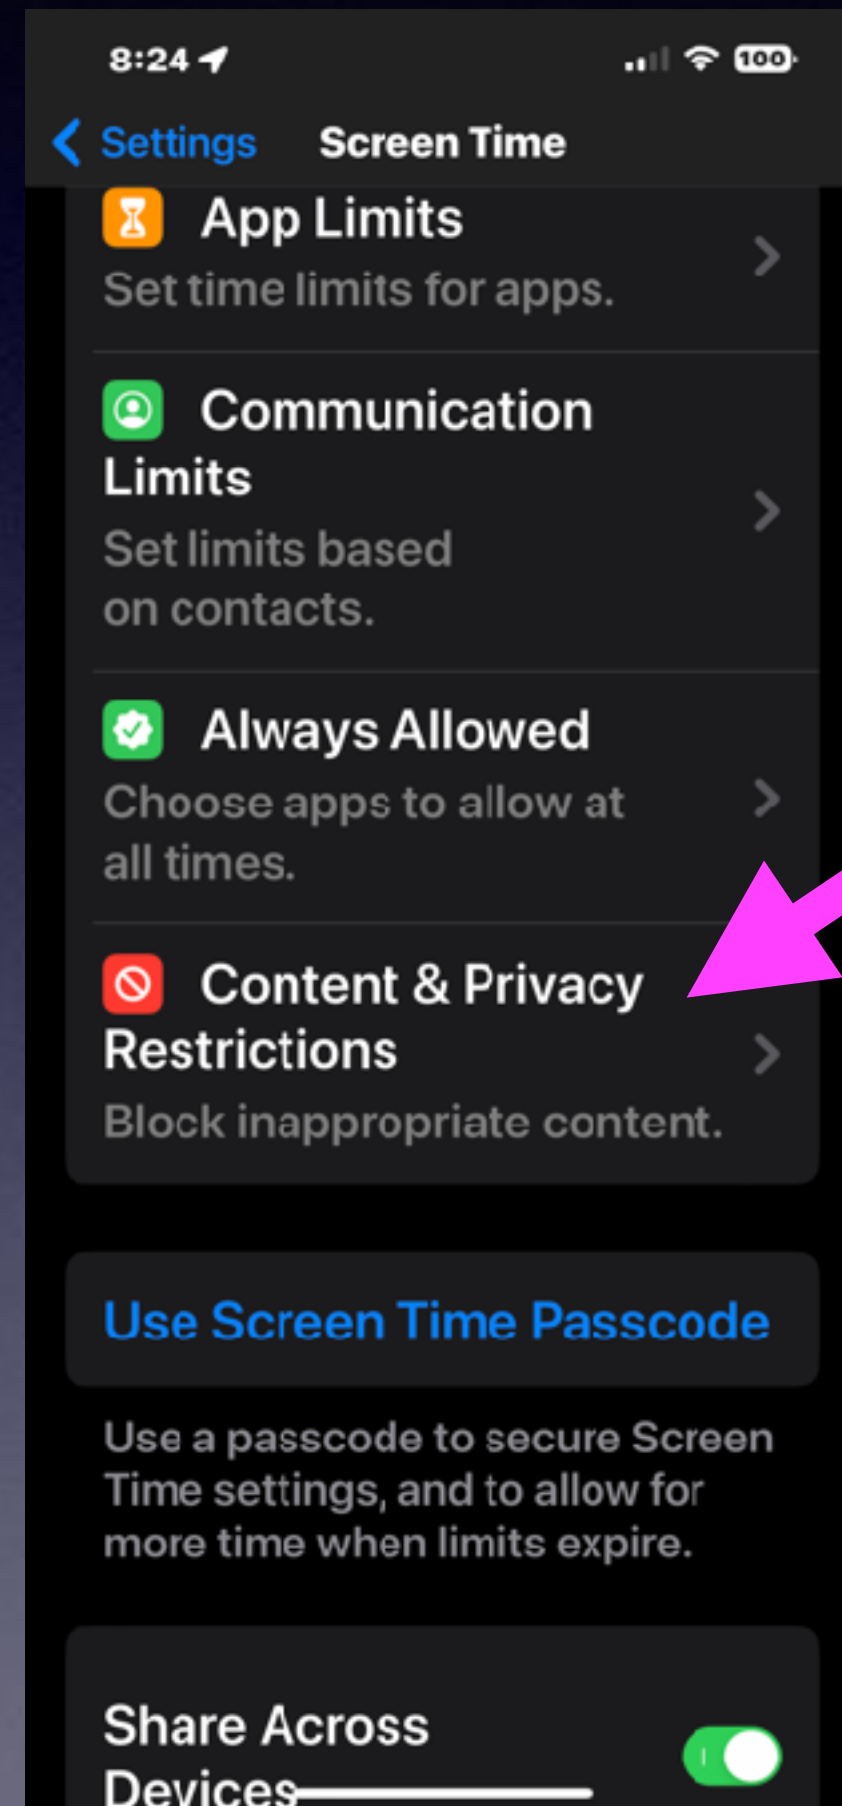 8:24
100
Settings
Screen Time
App Limits
Set time limits for apps.
Communication
Limits
Set limits based
on contacts.
Always Allowed
Choose apps to allow at
all times.
Content & Privacy
Restrictions
Block inappropriate content.
Use Screen Time Passcode
Use a passcode to secure Screen
Time settings, and to allow for
more time when limits expire.
Share Across
Devices